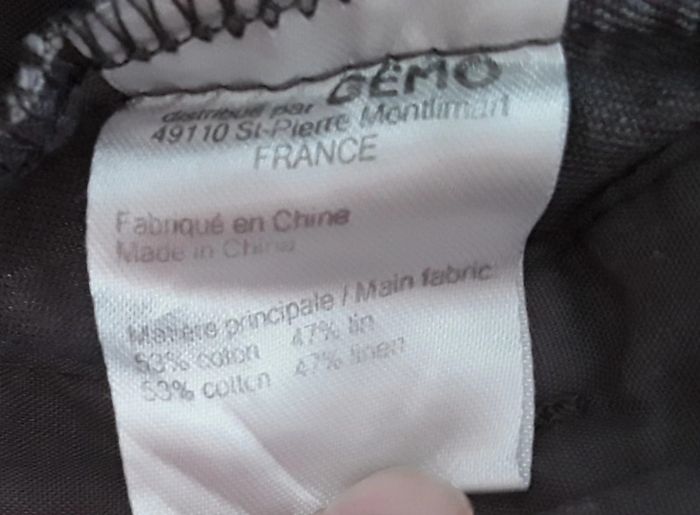 distribué par GÉMO
49110 St-Pierre Montlimart
FRANCE
Fabriqué en Chine
Made in China
Matière principale / Main fabric
53% coton 47% lin
53% cotton 47% linen